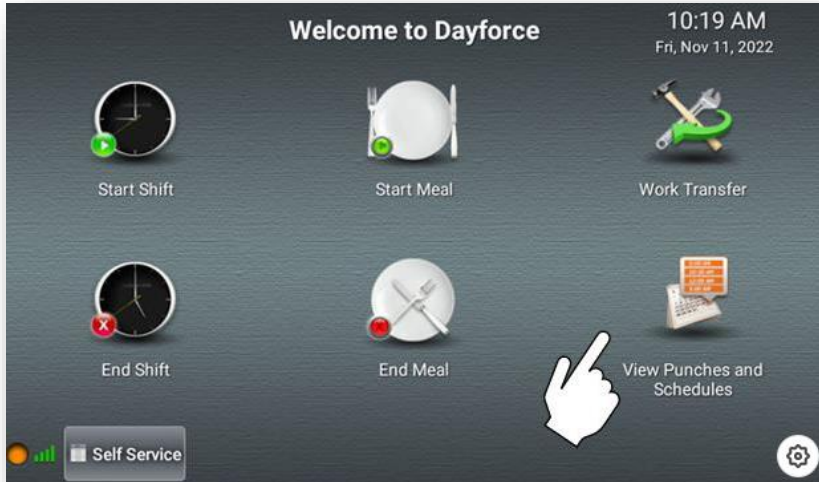 Welcome to Dayforce
10:19 AM
Fri, Nov 11, 2022
Start Shift
Start Meal
Work Transfer
End Shift
End Meal
View Punches and
Schedules
Self Service